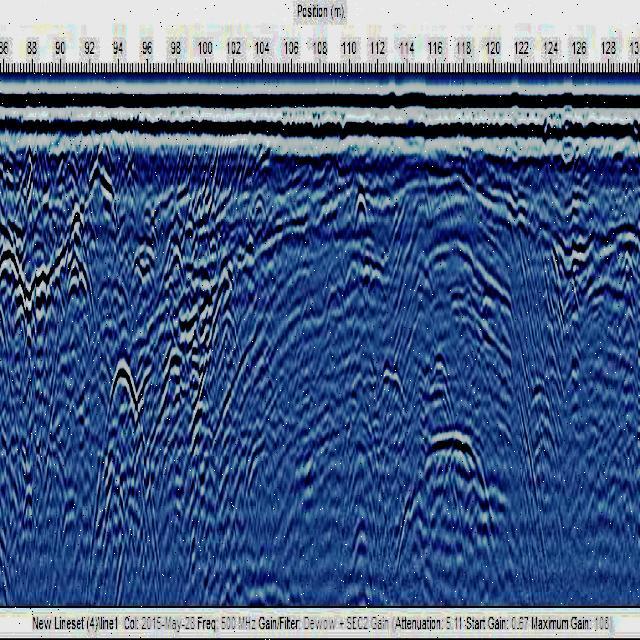 Position (m)
86 88 90 92 94 96 98 100 102 104 106 108 110 112 114 116 118 120 122 124 126 128
New Lineset (4)\line1 Col: 2015-May-28 Freq: 500 MHz Gain/Filter: Dewow + SEC2 Gain (Attenuation: 5.11 Start Gain: 0.67 Maximum Gain: 108)